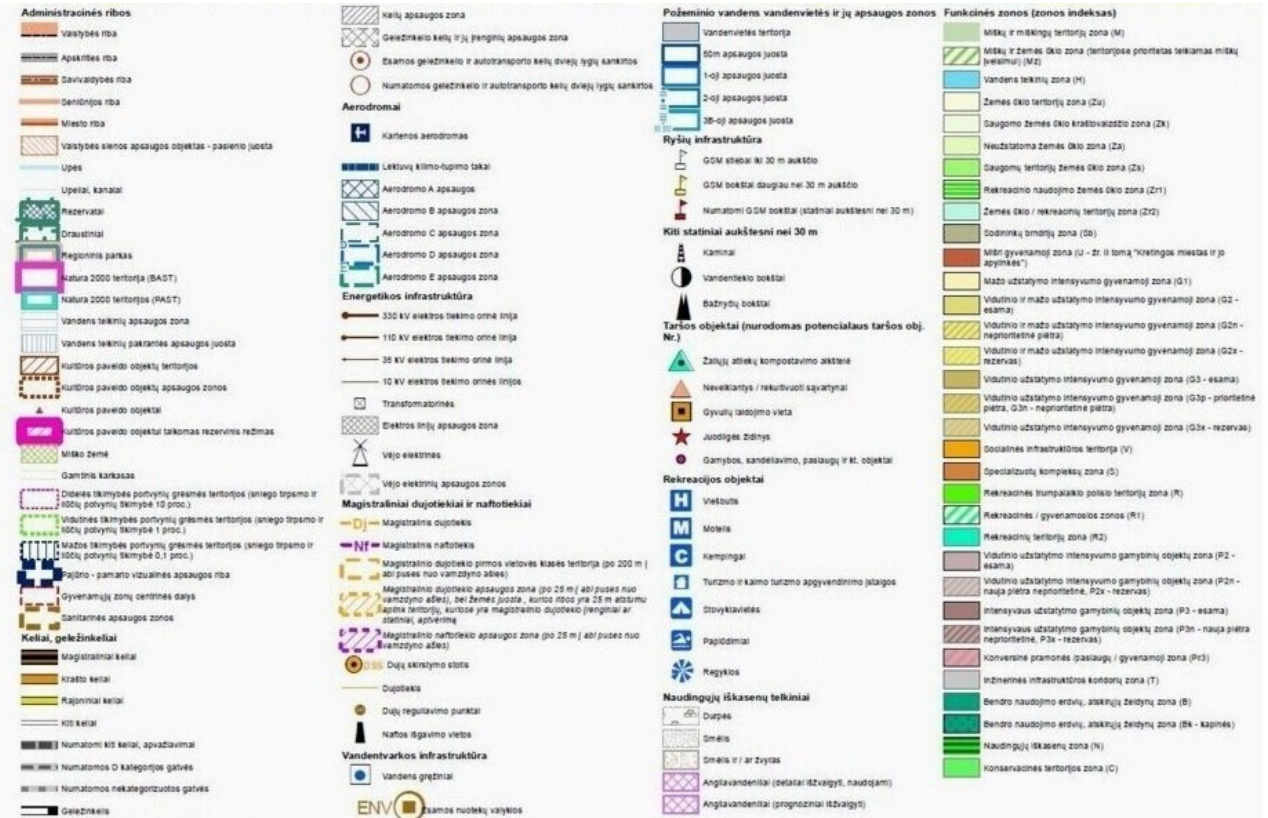 Administracinės ribos
Valstybės riba
Apskrities riba
Savivaldybės riba
Seniūnijos riba
Miesto riba
Valstybės sienos apsaugos objektas - pasienio juosta
Upės
Upeliai, kanalai
Rezervatai
Draustiniai
Regioninis parkas
Natura 2000 teritorija (BAST)
Natura 2000 teritorijos (PAST)
Vandens telkinių apsaugos zona
Vandens telkinių pakrantės apsaugos juosta
Kultūros paveldo objektų teritorijos
Kultūros paveldo objektų apsaugos zonos
Kultūros paveldo objektai
Kultūros paveldo objektui taikomas rezervinis režimas
Miško žemė
Gamtinis karkasas
Didelės tikimybės potvynių grėsmės teritorijos (sniego tirpsmo ir
liūčių potvynių tikimybė 10 proc.)
Vidutinės tikimybės potvynių grėsmės teritorijos (sniego tirpsmo ir
liūčių potvynių tikimybė 1 proc.)
Mažos tikimybės potvynių grėsmės teritorijos (sniego tirpsmo ir
liūčių potvynių tikimybė 0,1 proc.)
Pajūrio - pamario vizualinės apsaugos riba
Gyvenamųjų zonų centrinės dalys
Sanitarinės apsaugos zonos
Keliai, geležinkeliai
Magistraliniai keliai
Krašto keliai
Rajoniniai keliai
Kiti keliai
Numatomi kiti keliai, apvažiavimai
Numatomos D kategorijos gatvės
Numatomos nekategorizuotos gatvės
Geležinkelis
Kelių apsaugos zona
Geležinkelio kelių ir jų įrenginių apsaugos zona
Esamos geležinkelio ir autotransporto kelių dviejų lygių sankirtos
Numatomos geležinkelio ir autotransporto kelių dviejų lygių sankirtos
Aerodromai
Kartenos aerodromas
Lėktuvų kilimo-tūpimo takai
Aerodromo A apsaugos
Aerodromo B apsaugos zona
Aerodromo C apsaugos zona
Aerodromo D apsaugos zona
Aerodromo E apsaugos zona
Energetikos infrastruktūra
330 kV elektros tiekimo orinė linija
110 kV elektros tiekimo orinė linija
35 kV elektros tiekimo orinė linija
10 kV elektros tiekimo orinės linijos
Transformatorinės
Elektros linijų apsaugos zona
Vėjo elektrinės
Vėjo elektrinių apsaugos zonos
Magistraliniai dujotiekiai ir naftotiekiai
Dj Magistralinis dujotiekis
Nf Magistralinis naftotiekis
Magistralinio dujotiekio pirmos vietovės klasės teritorija (po 200 m į
abi puses nuo vamzdyno ašies)
Magistralinio dujotiekio apsaugos zona (po 25 m į abi puses nuo
vamzdyno ašies), bei žemės juosta , kurios ribos yra 25 m atstumu
aplink teritoriją, kuriose yra magistralinio dujotiekio įrenginiai ar
statiniai, aptvėrimą
Magistralinio naftotiekio apsaugos zona (po 25 m į abi puses nuo
vamzdyno ašies)
DSS Dujų skirstymo stotis
Dujotiekis
Dujų reguliavimo punktai
Naftos išgavimo vietos
Vandentvarkos infrastruktūra
Vandens gręžiniai
ENV Esamos nuotekų valyklos
Požeminio vandens vandenvietės ir jų apsaugos zonos
Vandenvietės teritorija
50m apsaugos juosta
1-oji apsaugos juosta
2-oji apsaugos juosta
3B-oji apsaugos juosta
Ryšių infrastruktūra
GSM stiebai iki 30 m aukščio
GSM bokštai daugiau nei 30 m aukščio
Numatomi GSM bokštai (statiniai aukštesni nei 30 m)
Kiti statiniai aukštesni nei 30 m
Kaminai
Vandentiekio bokštai
Bažnyčių bokštai
Taršos objektai (nurodomas potencialaus taršos obj.
Nr.)
Žaliųjų atliekų kompostavimo aikštelė
Neveikiantys / rekultivuoti sąvartynai
Gyvulių laidojimo vieta
Juodligės židinys
Gamybos, sandėliavimo, paslaugų ir kt. objektai
Rekreacijos objektai
H Viešbutis
M Motelis
C Kempingai
Turizmo ir kaimo turizmo apgyvendinimo įstaigos
Stovyklavietės
Paplūdimiai
Regyklos
Naudingųjų iškasenų telkiniai
Durpės
Smėlis
Smėlis ir / ar žvyras
Angliavandeniliai (detaliai išžvalgyti, naudojami)
Angliavandeniliai (prognoziniai išžvalgyti)
Funkcinės zonos (zonos indeksas)
Miškų ir miškingų teritorijų zona (M)
Miškų ir žemės ūkio zona (teritorijose prioritetas teikiamas miškų
įveisimui) (Mz)
Vandens telkinių zona (H)
Žemės ūkio teritorijų zona (Zu)
Saugomo žemės ūkio kraštovaizdžio zona (Zk)
Neužstatoma žemės ūkio zona (Za)
Saugomų teritorijų žemės ūkio zona (Zs)
Rekreacinio naudojimo žemės ūkio zona (Zr1)
Žemės ūkio / rekreacinių teritorijų zona (Zr2)
Sodininkų bendrijų zona (Sb)
Mišri gyvenamoji zona (U - žr. II tomą "Kretingos miestas ir jo
apylinkės")
Mažo užstatymo intensyvumo gyvenamoji zona (G1)
Vidutinio ir mažo užstatymo intensyvumo gyvenamoji zona (G2 -
esama)
Vidutinio ir mažo užstatymo intensyvumo gyvenamoji zona (G2n -
neprioritetinė plėtra)
Vidutinio ir mažo užstatymo intensyvumo gyvenamoji zona (G2x -
rezervas)
Vidutinio užstatymo intensyvumo gyvenamoji zona (G3 - esama)
Vidutinio užstatymo intensyvumo gyvenamoji zona (G3p - prioritetinė
plėtra, G3n - neprioritetinė plėtra)
Vidutinio užstatymo intensyvumo gyvenamoji zona (G3x - rezervas)
Socialinės infrastruktūros teritorija (V)
Specializuotų kompleksų zona (S)
Rekreacinės trumpalaikio poilsio teritorijų zona (R)
Rekreacinės / gyvenamosios zonos (R1)
Rekreacinių teritorijų zona (R2)
Vidutinio užstatymo intensyvumo gamybinių objektų zona (P2 -
esama)
Vidutinio užstatymo intensyvumo gamybinių objektų zona (P2n -
nauja plėtra neprioritetinė, P2x - rezervas)
Intensyvaus užstatymo gamybinių objektų zona (P3 - esama)
Intensyvaus užstatymo gamybinių objektų zona (P3n - nauja plėtra
neprioritetinė, P3x - rezervas)
Konversinė pramonės /paslaugų / gyvenamoji zona (Pr3)
Inžinerinės infrastruktūros koridorių zona (T)
Bendro naudojimo erdvių, atskirųjų želdynų zona (B)
Bendro naudojimo erdvių, atskirųjų želdynų zona (Bk - kapinės)
Naudingųjų iškasenų zona (N)
Konservacinės teritorijos zona (C)